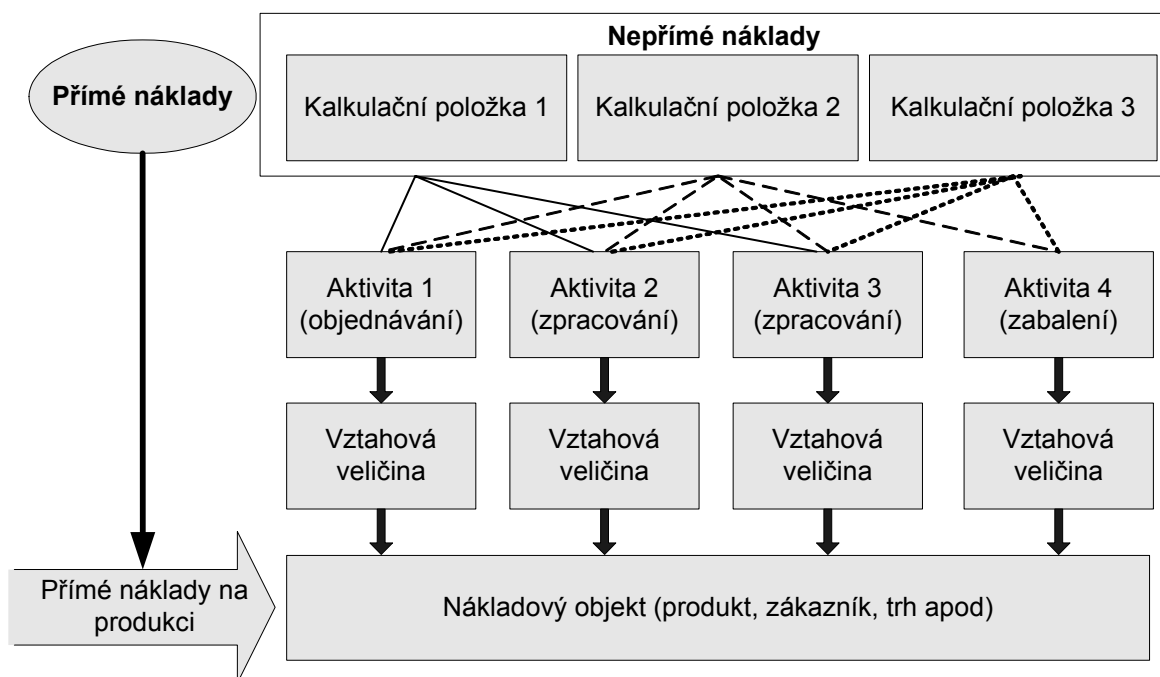 Nepřímé náklady
Přímé náklady
Kalkulační položka 1
Kalkulační položka 2
Kalkulační položka 3
Aktivita 1
(objednávání)
Aktivita 2
(zpracování)
Aktivita 3
(zpracování)
Aktivita 4
(zabalení)
Vztahová
veličina
Vztahová
veličina
Vztahová
veličina
Vztahová
veličina
Přímé náklady na
produkci
Nákladový objekt (produkt, zákazník, trh apod)